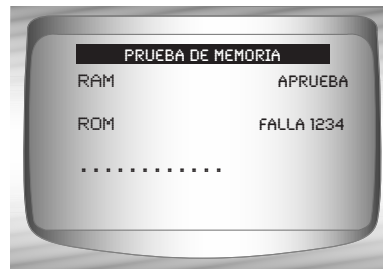 PRUEBA DE MEMORIA
RAM APRUEBA
ROM FALLA 1234
. . . . . . . . . . . .